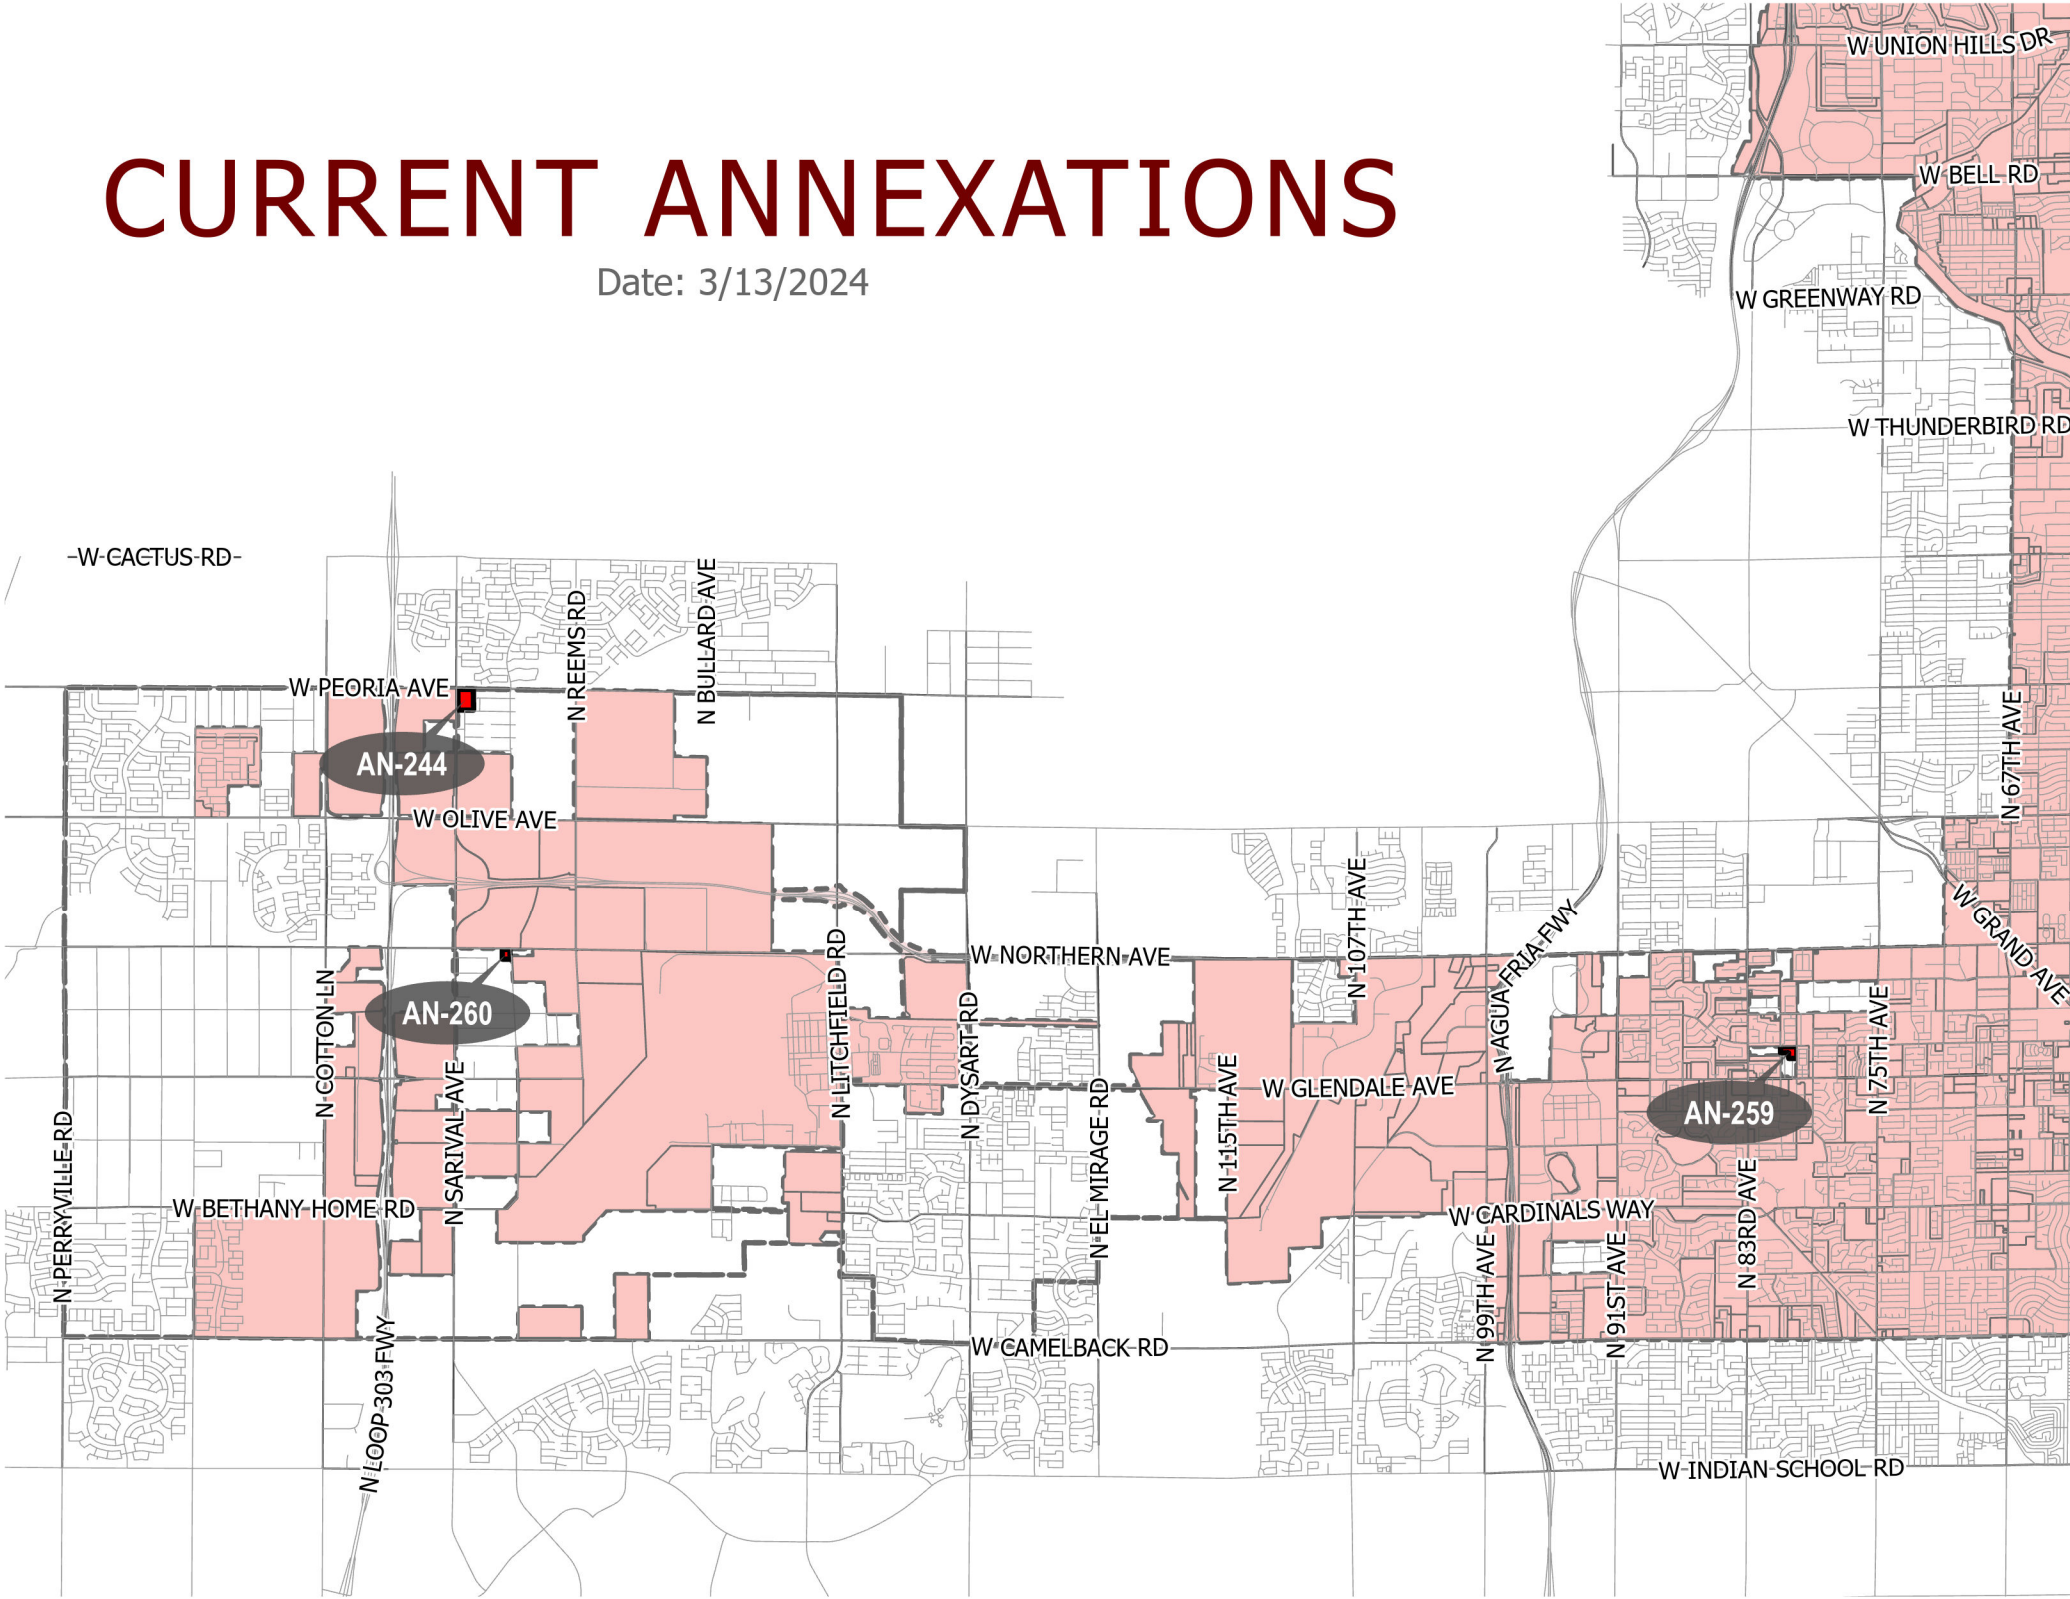 W UNION HILLS DR
CURRENT ANNEXATIONS
W BELL RD
Date: 3/13/2024
W GREENWAY RD
W THUNDERBIRD RD
W CACTUS RD
N REEMS RD
N BULLARD AVE
W PEORIA AVE
N 67TH AVE
AN-244
W OLIVE AVE
N 107TH AVE
W GRAND AVE
N AGUA FRIA FWY
W NORTHERN AVE
N COTTON LN
AN-260
N LITCHFIELD RD
N DYSART RD
N 75TH AVE
N SARIVAL AVE
N 115TH AVE
W GLENDALE AVE
AN-259
N PERRYVILLE RD
N EL MIRAGE RD
N 83RD AVE
W BETHANY HOME RD
W CARDINALS WAY
N 99TH AVE
N 91ST AVE
W CAMELBACK RD
N LOOP 303 FWY
W INDIAN SCHOOL RD